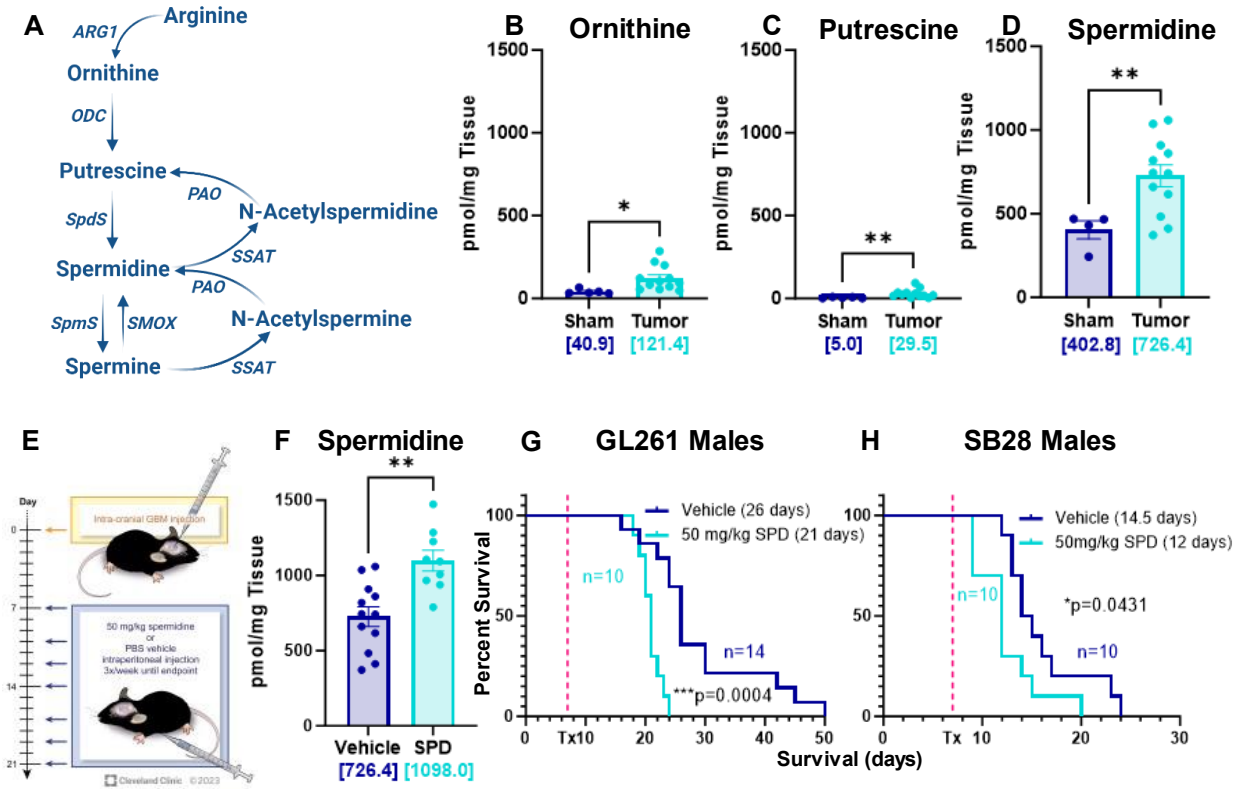 A
Arginine
ARG1
Ornithine
ODC
Putrescine
PAO
SpdS
N-Acetylspermidine
SSAT
Spermidine
PAO
SpmS
SMOX
N-Acetylspermine
Spermine
SSAT
B
Ornithine
pmol/mg Tissue
1500
1000
500
0
*
Sham
Tumor
[40.9]
[121.4]
C
Putrescine
pmol/mg Tissue
1500
1000
500
0
**
Sham
Tumor
[5.0]
[29.5]
D
Spermidine
pmol/mg Tissue
1500
1000
500
0
**
Sham
Tumor
[402.8]
[726.4]
E
Day
0
7
14
21
Intra-cranial GBM injection
50 mg/kg spermidine
or
PBS vehicle
intraperitoneal injection
3x/week until endpoint
Cleveland Clinic ©2023
F
Spermidine
pmol/mg Tissue
1500
1000
500
0
**
Vehicle
SPD
[726.4]
[1098.0]
G
GL261 Males
Percent Survival
100
50
0
Vehicle (26 days)
50 mg/kg SPD (21 days)
n=10
n=14
***p=0.0004
0 Tx10 20 30 40 50
H
SB28 Males
100
50
0
Vehicle (14.5 days)
50mg/kg SPD (12 days)
n=10
*p=0.0431
n=10
0 Tx 10 20 30
Survival (days)